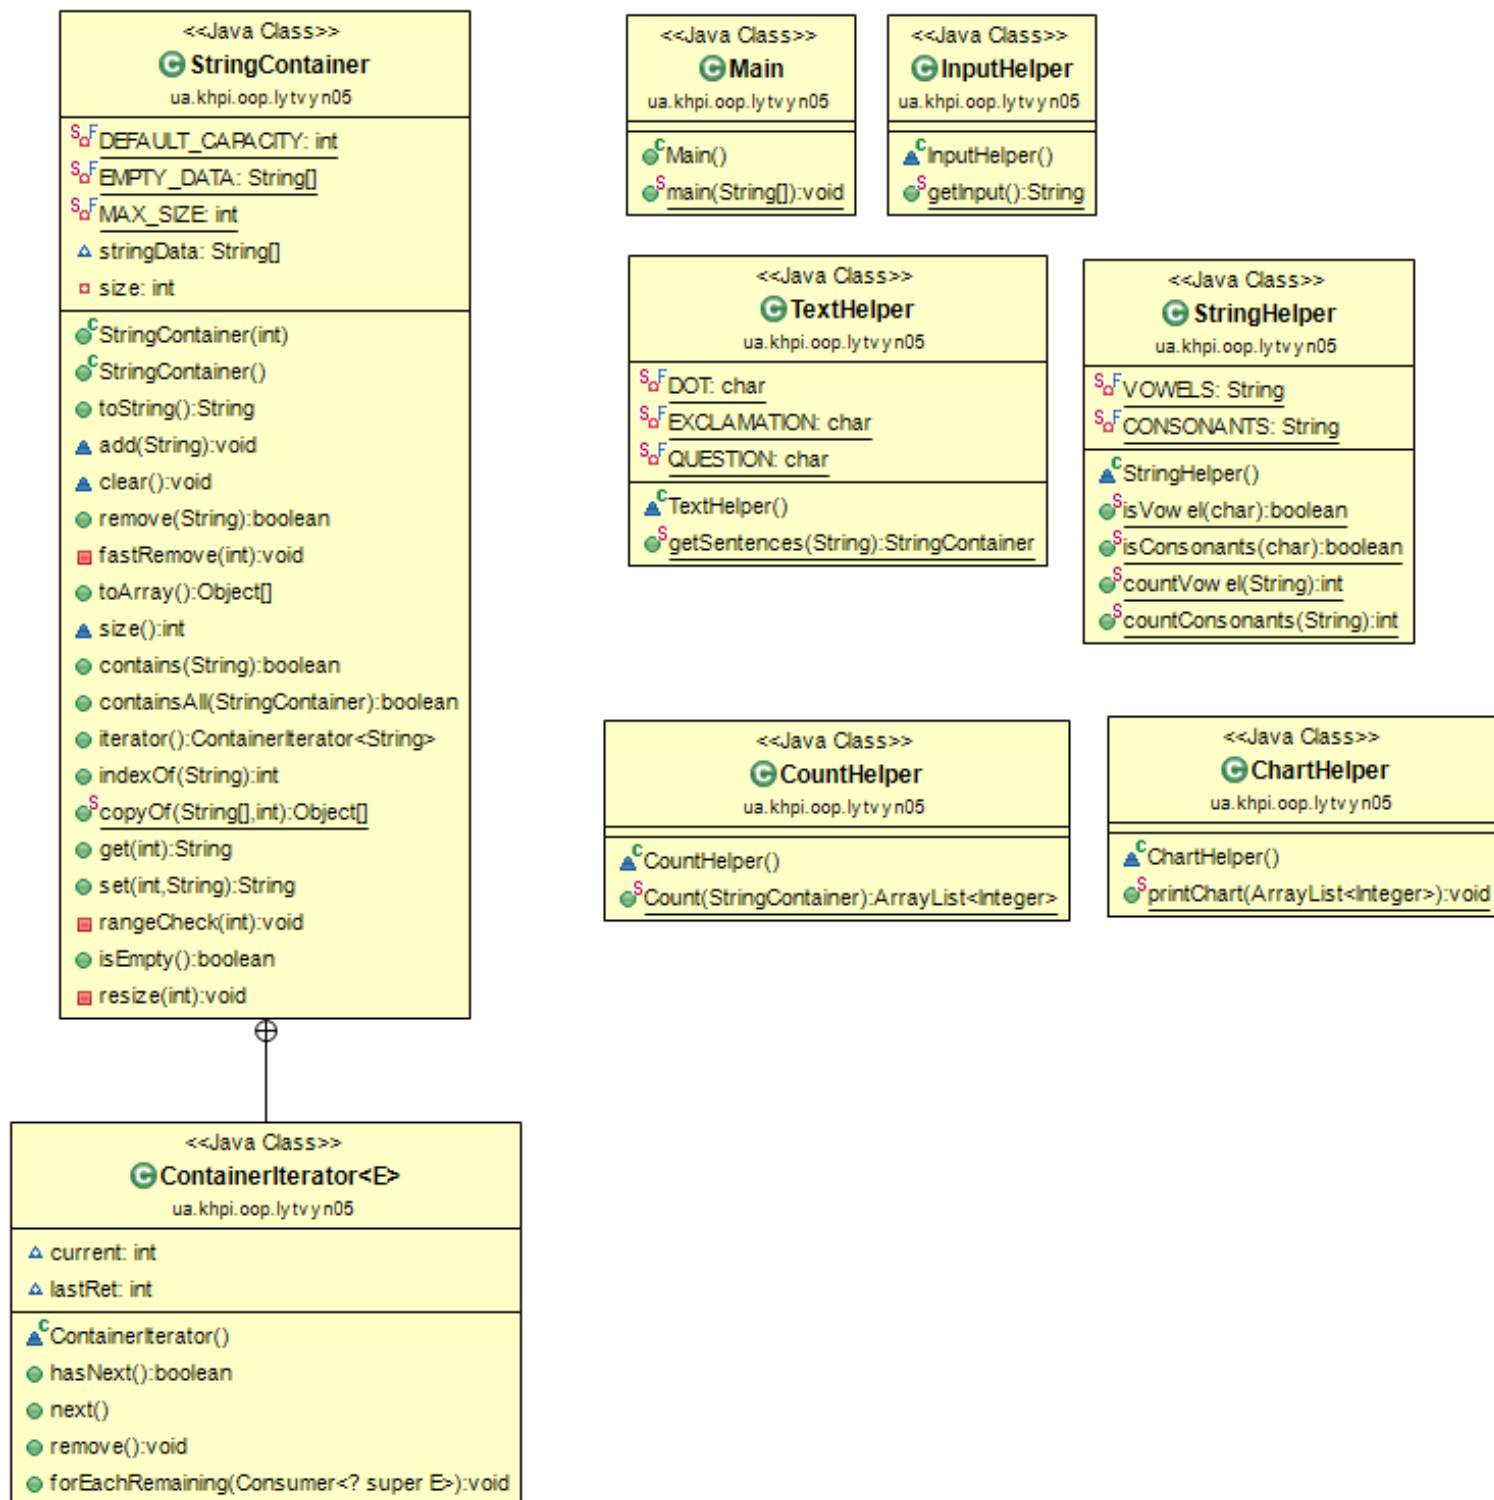 <<Java Class>>
StringContainer
ua.khpi.oop.lytvyn05
DEFAULT_CAPACITY: int
EMPTY_DATA: String[]
MAX_SIZE: int
stringData: String[]
size: int
StringContainer(int)
StringContainer()
toString():String
add(String):void
clear():void
remove(String):boolean
fastRemove(int):void
toArray():Object[]
size():int
contains(String):boolean
containsAll(StringContainer):boolean
iterator():ContainerIterator<String>
indexOf(String):int
copyOf(String[],int):Object[]
get(int):String
set(int,String):String
rangeCheck(int):void
isEmpty():boolean
resize(int):void
<<Java Class>>
ContainerIterator<E>
ua.khpi.oop.lytvyn05
current: int
lastRet: int
ContainerIterator()
hasNext():boolean
next()
remove():void
forEachRemaining(Consumer<? super E>):void
<<Java Class>>
Main
ua.khpi.oop.lytvyn05
Main()
main(String[]):void
<<Java Class>>
InputHelper
ua.khpi.oop.lytvyn05
InputHelper()
getInput():String
<<Java Class>>
TextHelper
ua.khpi.oop.lytvyn05
DOT: char
EXCLAMATION: char
QUESTION: char
TextHelper()
getSentences(String):StringContainer
<<Java Class>>
StringHelper
ua.khpi.oop.lytvyn05
VOWELS: String
CONSONANTS: String
StringHelper()
isVowel(char):boolean
isConsonants(char):boolean
countVowel(String):int
countConsonants(String):int
<<Java Class>>
CountHelper
ua.khpi.oop.lytvyn05
CountHelper()
Count(StringContainer):ArrayList<Integer>
<<Java Class>>
ChartHelper
ua.khpi.oop.lytvyn05
ChartHelper()
printChart(ArrayList<Integer>):void